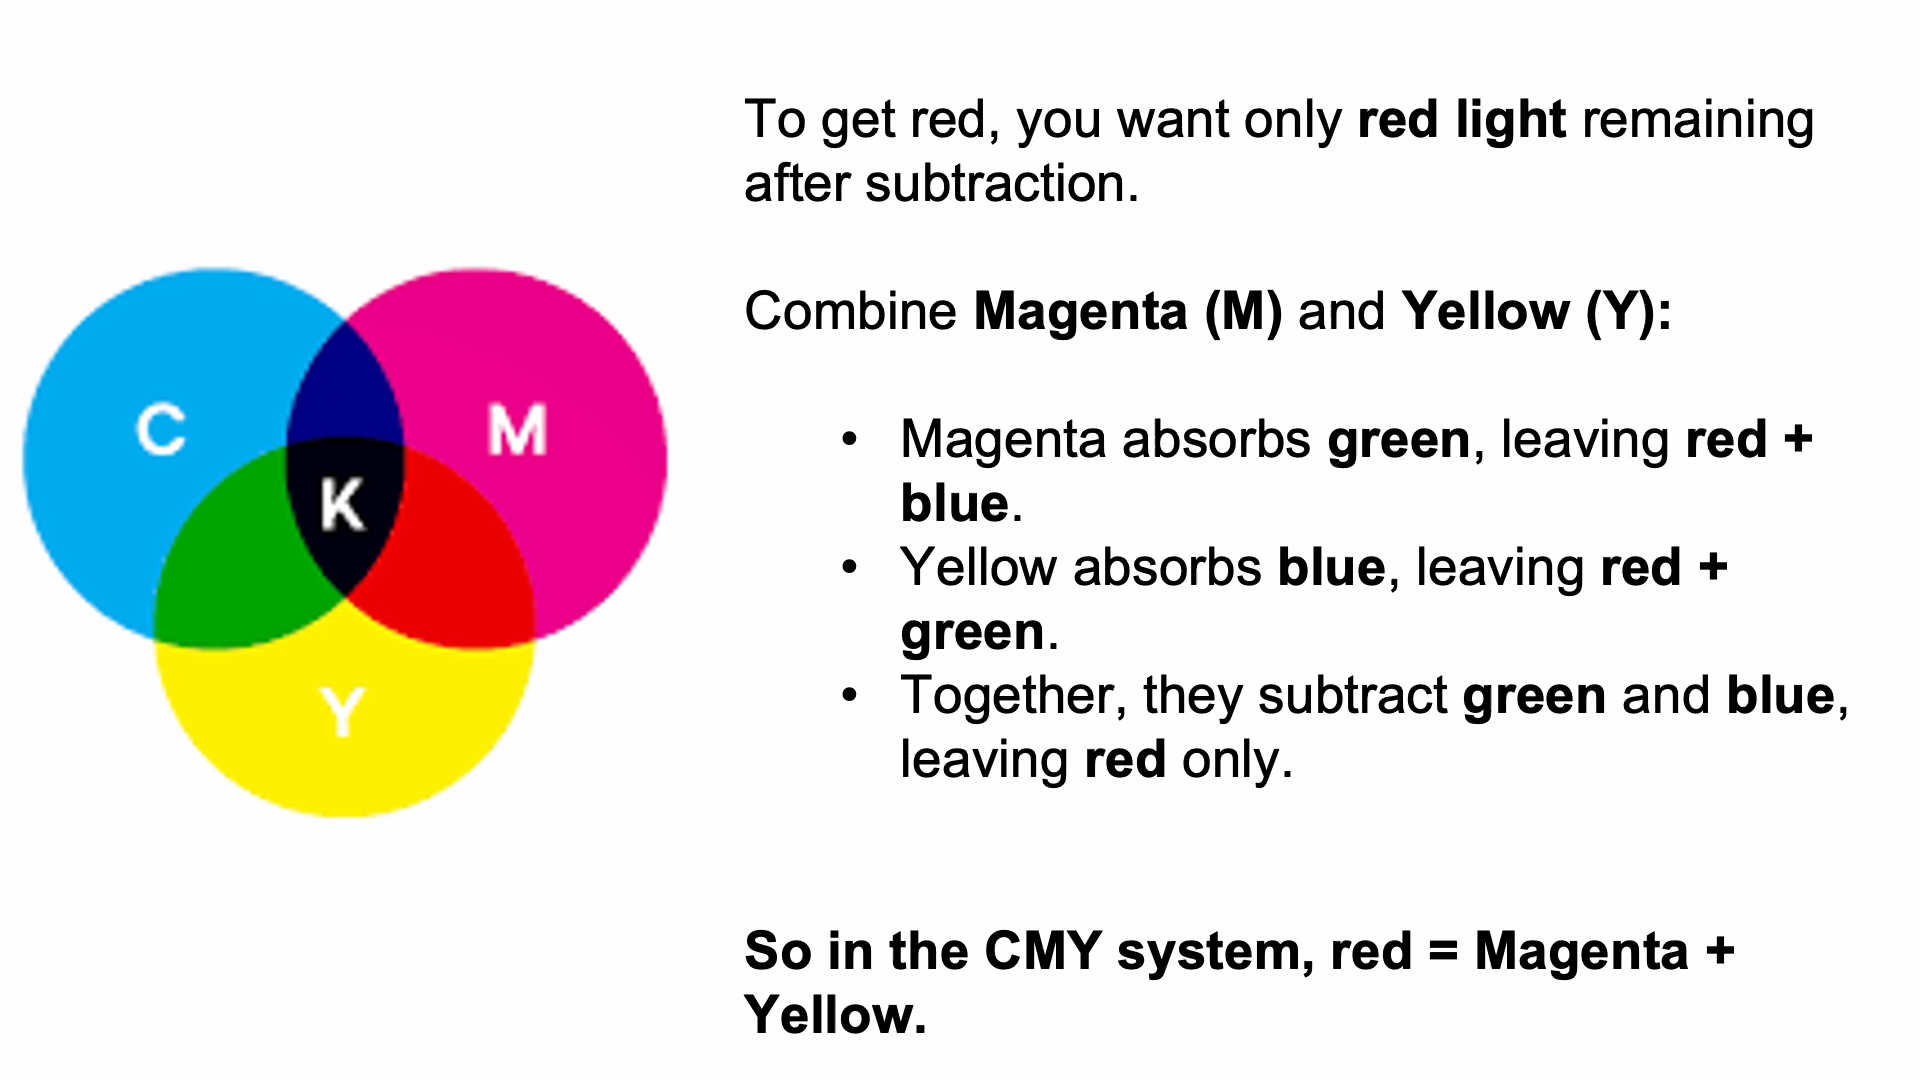 C
M
K
Y
To get red, you want only red light remaining
after subtraction.
Combine Magenta (M) and Yellow (Y):
• Magenta absorbs green, leaving red +
blue.
• Yellow absorbs blue, leaving red +
green.
• Together, they subtract green and blue,
leaving red only.
So in the CMY system, red = Magenta +
Yellow.